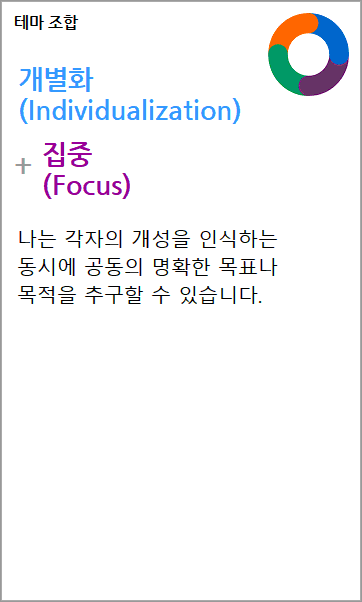 테마 조합
개별화
(Individualization)
+ 집중
(Focus)
나는 각자의 개성을 인식하는
동시에 공동의 명확한 목표나
목적을 추구할 수 있습니다.